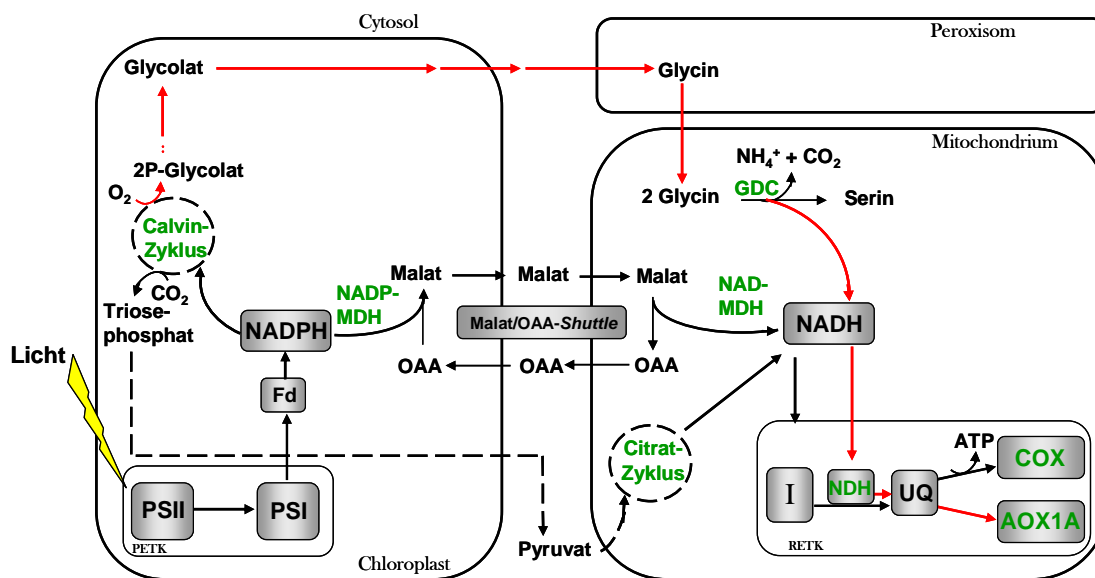 Cytosol
Peroxisom
Glycolat
Glycin
Mitochondrium
NH₄⁺ + CO₂
2P-Glycolat
GDC
2 Glycin
Serin
O₂
Calvin-
Zyklus
Malat
Malat
Malat
NAD-
MDH
CO₂
NADP-
MDH
Triose-
phosphat
NADPH
Malat/OAA-Shuttle
NADH
Licht
OAA
OAA
OAA
Fd
Citrat-
Zyklus
ATP
COX
I
NDH
UQ
PSII
PSI
AOX1A
PETK
RETK
Pyruvat
Chloroplast